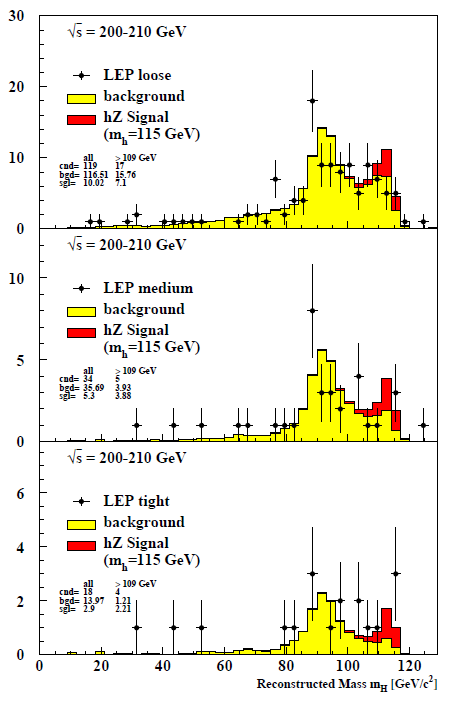 30
√s = 200-210 GeV
LEP loose
background
20
hZ Signal
(mh=115 GeV)
all > 109 GeV
cnd= 119 17
bgd= 116.51 15.76
sgl= 10.02 7.1
10
0
√s = 200-210 GeV
10
LEP medium
background
hZ Signal
(mh=115 GeV)
5
all > 109 GeV
cnd= 34 5
bgd= 35.69 3.93
sgl= 5.3 3.88
0
√s = 200-210 GeV
6
LEP tight
background
4
hZ Signal
(mh=115 GeV)
all > 109 GeV
cnd= 18 4
2
bgd= 13.97 1.21
sgl= 2.9 2.21
0
0 20 40 60 80 100 120
Reconstructed Mass mH [GeV/c²]